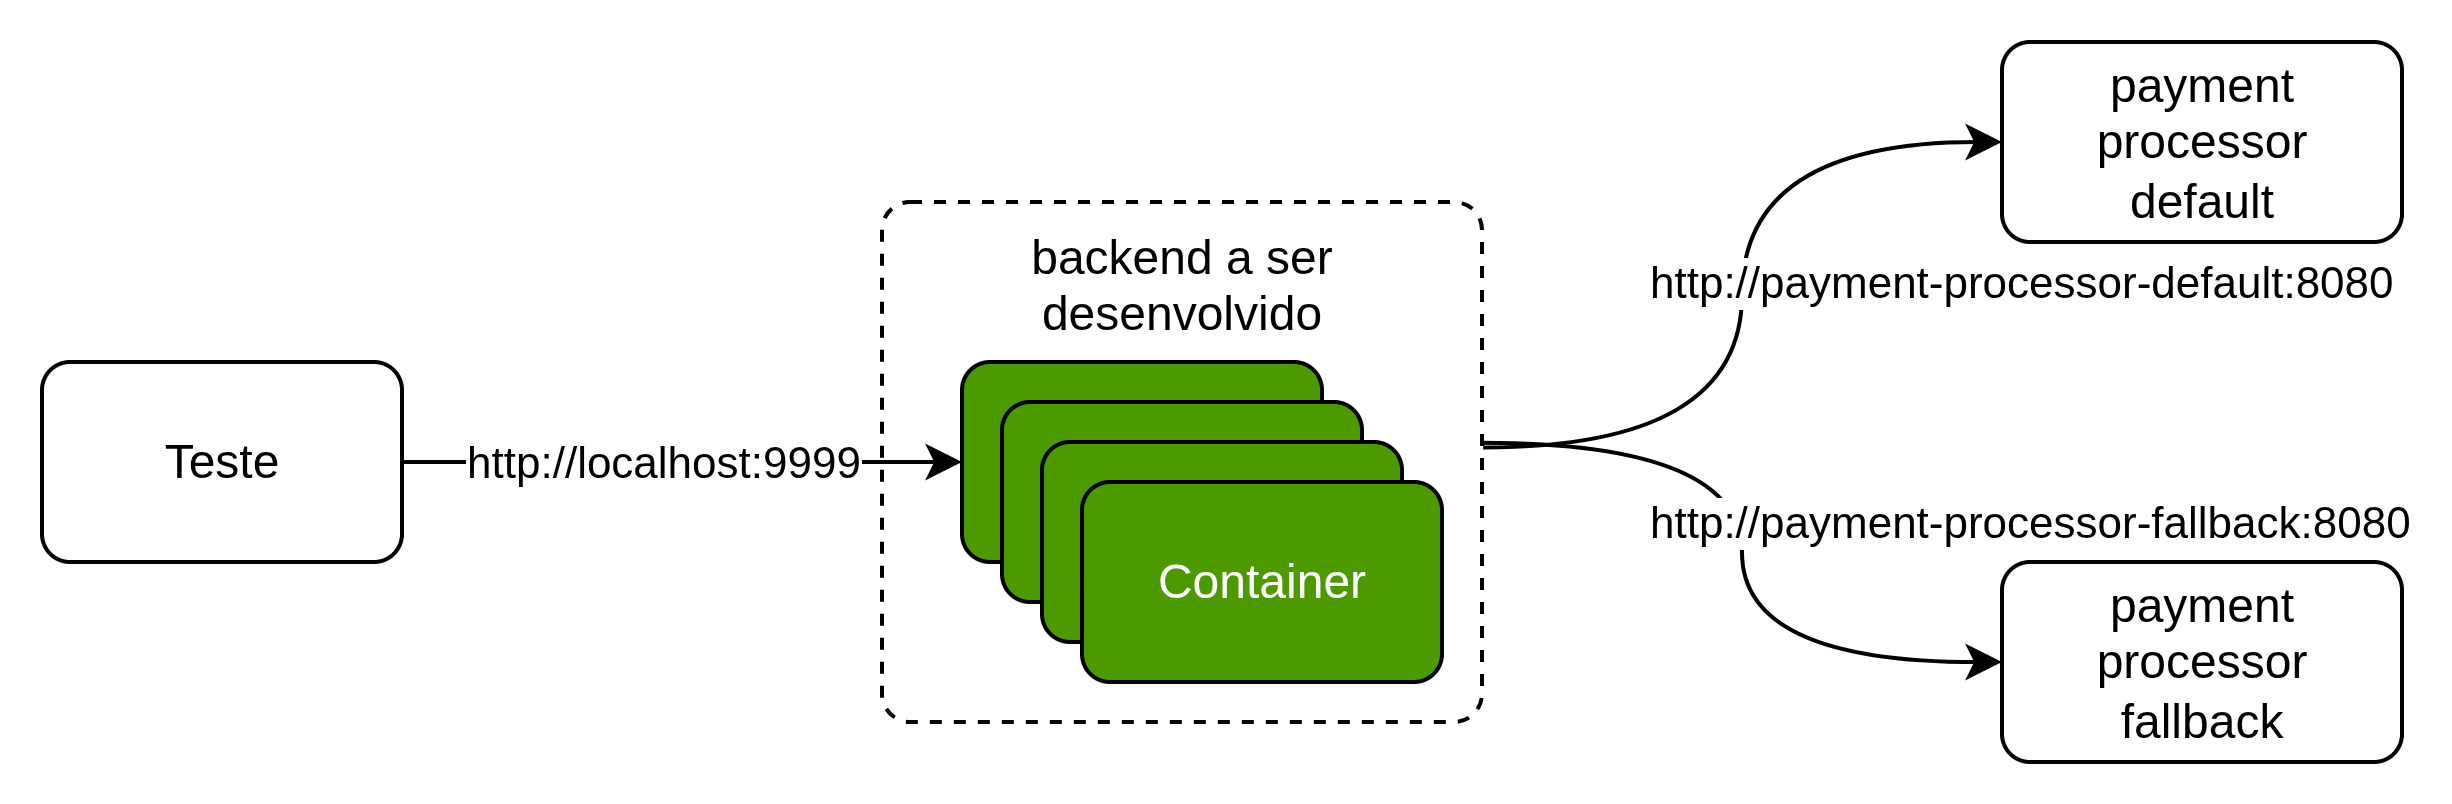 payment
processor
default
backend a ser
desenvolvido
http://payment-processor-default:8080
Teste
http://localhost:9999
http://payment-processor-fallback:8080
Container
payment
processor
fallback